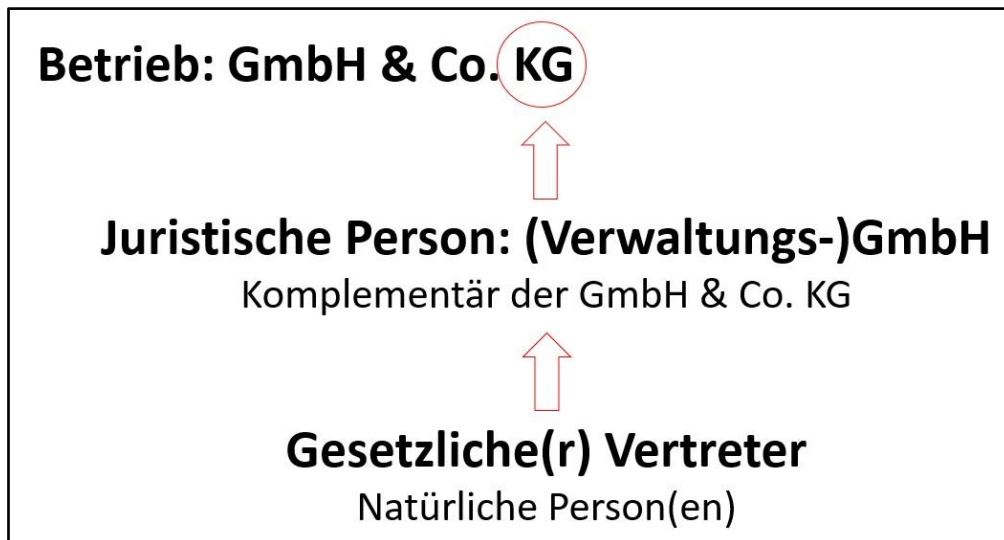 Betrieb: GmbH & Co. KG
Juristische Person: (Verwaltungs-)GmbH
Komplementär der GmbH & Co. KG
Gesetzliche(r) Vertreter
Natürliche Person(en)